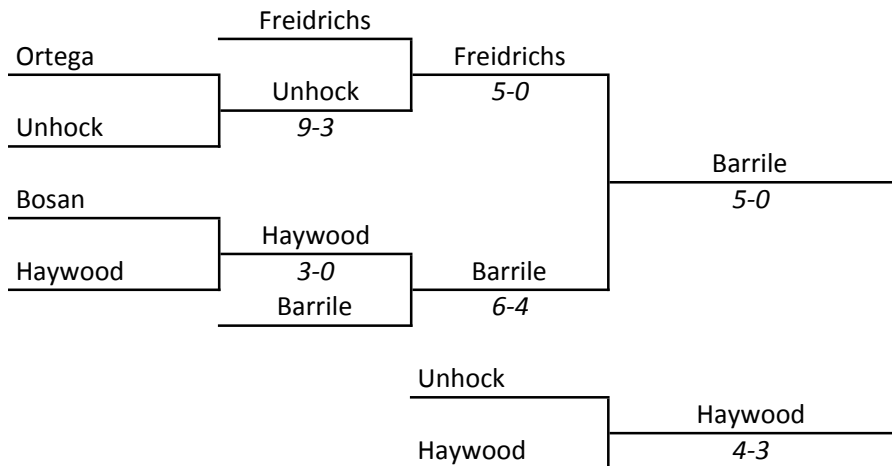 Freidrichs
Ortega
Freidrichs
Unhock
5-0
Unhock
9-3
Barrile
5-0
Bosan
Haywood
Haywood
3-0
Barrile
Barrile
6-4
Unhock
Haywood
Haywood
4-3